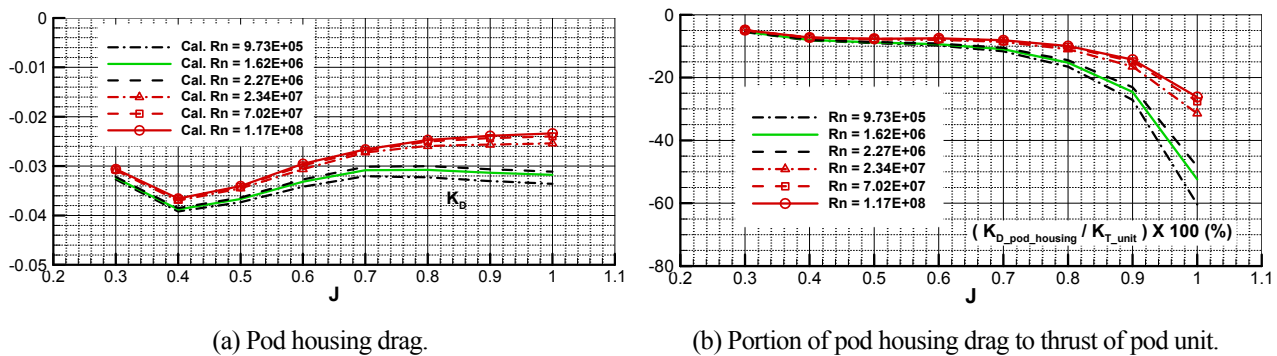 0
-0.01
-0.02
-0.03
-0.04
-0.05
0.2 0.3 0.4 0.5 0.6 0.7 0.8 0.9 1 1.1
J
Cal. Rn = 9.73E+05
Cal. Rn = 1.62E+06
Cal. Rn = 2.27E+06
Cal. Rn = 2.34E+07
Cal. Rn = 7.02E+07
Cal. Rn = 1.17E+08
K_D
(a) Pod housing drag.
0
-20
-40
-60
-80
0.2 0.3 0.4 0.5 0.6 0.7 0.8 0.9 1 1.1
J
Rn = 9.73E+05
Rn = 1.62E+06
Rn = 2.27E+06
Rn = 2.34E+07
Rn = 7.02E+07
Rn = 1.17E+08
( K_D_pod_housing / K_T_unit ) X 100 (%)
(b) Portion of pod housing drag to thrust of pod unit.